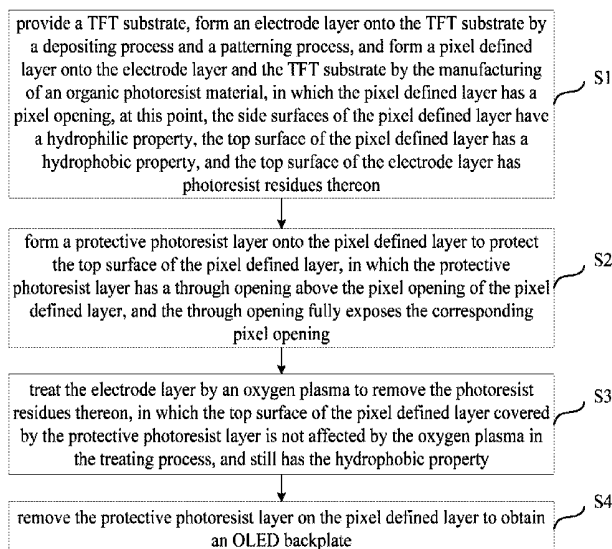 provide a TFT substrate, form an electrode layer onto the TFT substrate by
a depositing process and a patterning process, and form a pixel defined
layer onto the electrode layer and the TFT substrate by the manufacturing
of an organic photoresist material, in which the pixel defined layer has a
pixel opening, at this point, the side surfaces of the pixel defined layer have
a hydrophilic property, the top surface of the pixel defined layer has a
hydrophobic property, and the top surface of the electrode layer has
photoresist residues thereon
S1
form a protective photoresist layer onto the pixel defined layer to protect
the top surface of the pixel defined layer, in which the protective
photoresist layer has a through opening above the pixel opening of the pixel
defined layer, and the through opening fully exposes the corresponding
pixel opening
S2
treat the electrode layer by an oxygen plasma to remove the photoresist
residues thereon, in which the top surface of the pixel defined layer covered
by the protective photoresist layer is not affected by the oxygen plasma in
the treating process, and still has the hydrophobic property
S3
remove the protective photoresist layer on the pixel defined layer to obtain
an OLED backplate
S4